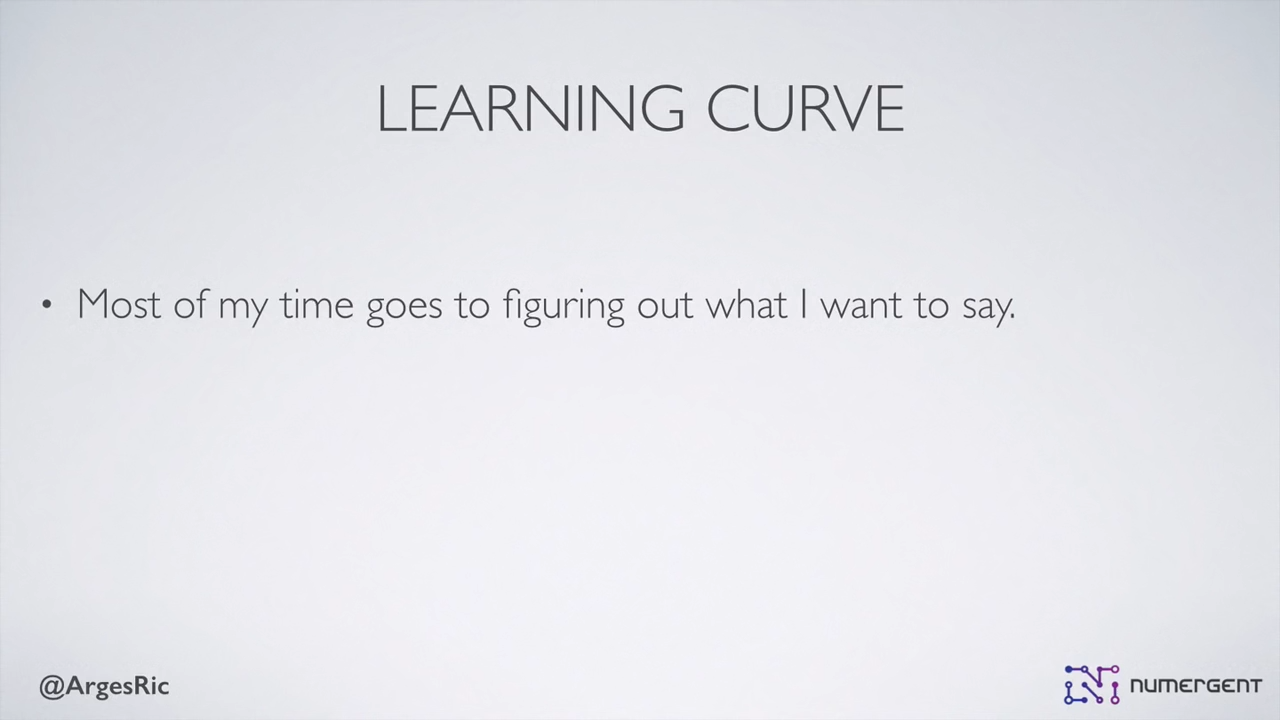 LEARNING CURVE
• Most of my time goes to figuring out what I want to say.
@ArgesRic
NUMERGENT